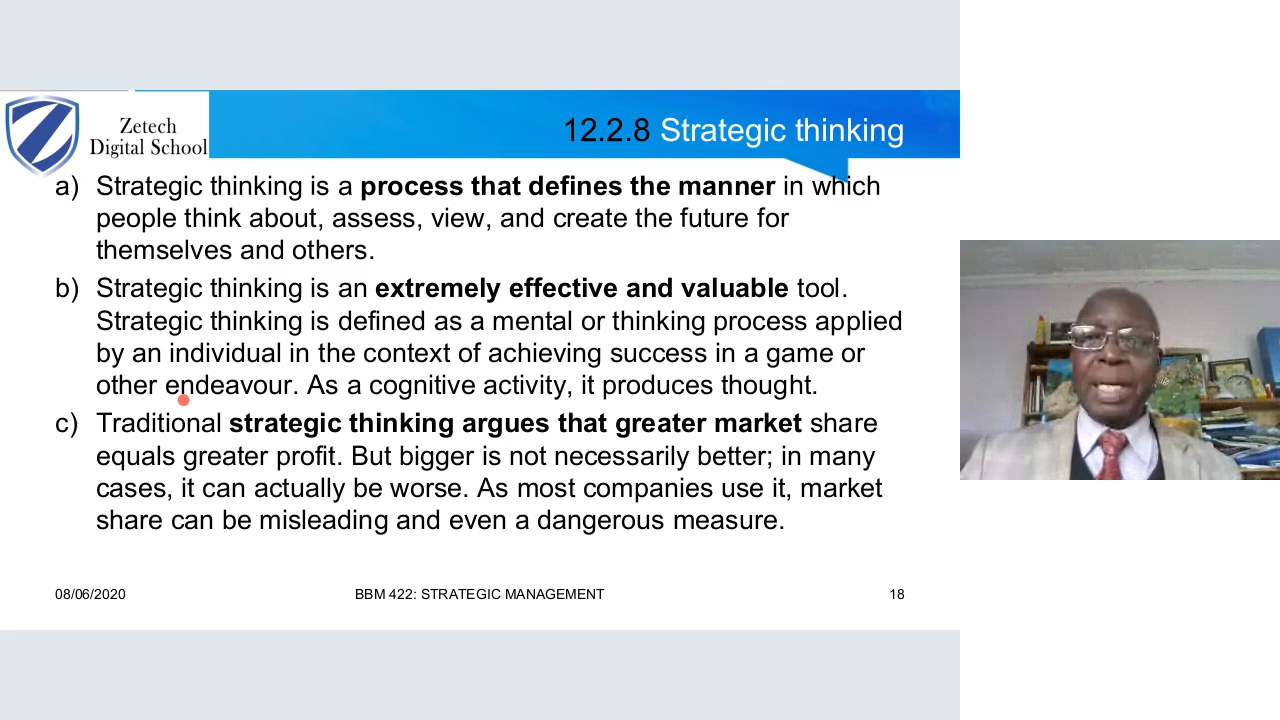 Zetech
Digital School
12.2.8 Strategic thinking
a) Strategic thinking is a process that defines the manner in which
people think about, assess, view, and create the future for
themselves and others.
b) Strategic thinking is an extremely effective and valuable tool.
Strategic thinking is defined as a mental or thinking process applied
by an individual in the context of achieving success in a game or
other endeavour. As a cognitive activity, it produces thought.
c) Traditional strategic thinking argues that greater market share
equals greater profit. But bigger is not necessarily better; in many
cases, it can actually be worse. As most companies use it, market
share can be misleading and even a dangerous measure.
08/06/2020 BBM 422: STRATEGIC MANAGEMENT 18